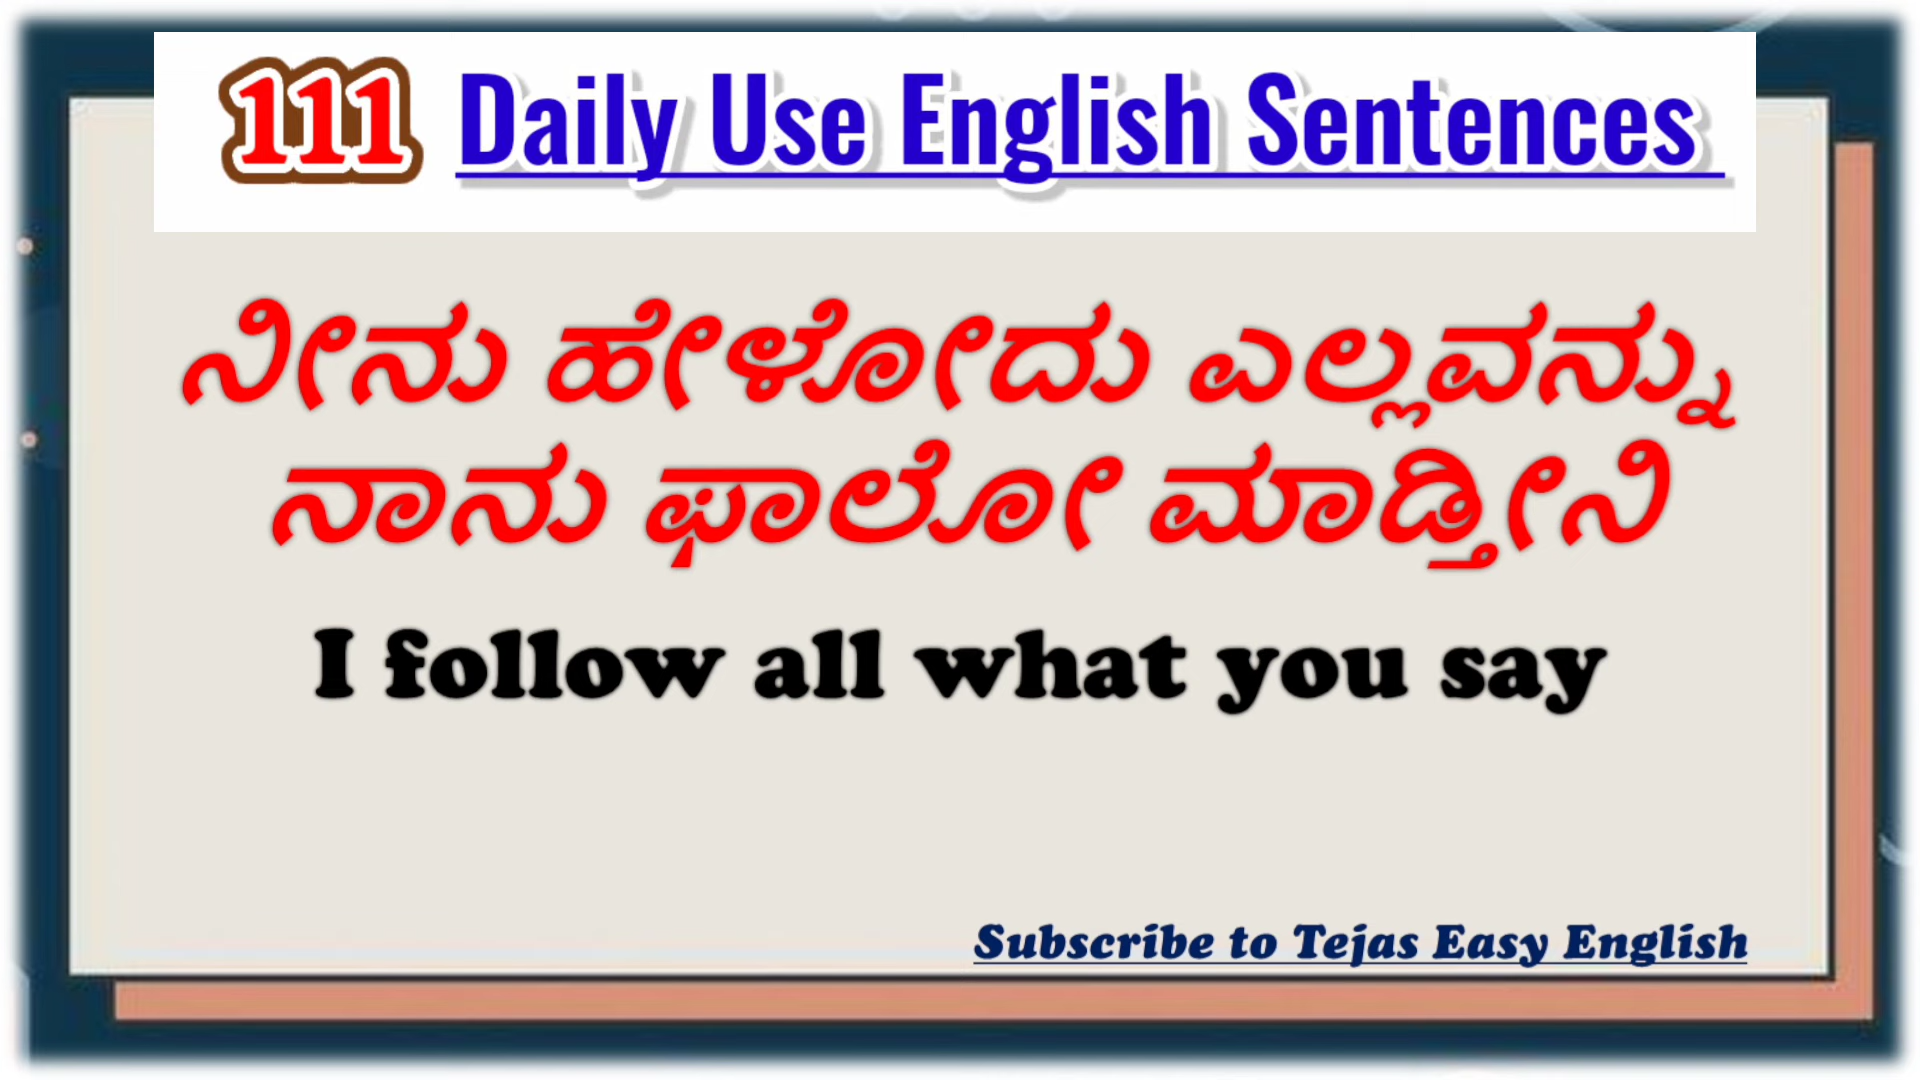 111 Daily Use English Sentences
ನೀನು ಹೇಳೋದು ಎಲ್ಲವನ್ನು
ನಾನು ಫಾಲೋ ಮಾಡ್ತೀನಿ
I follow all what you say
Subscribe to Tejas Easy English